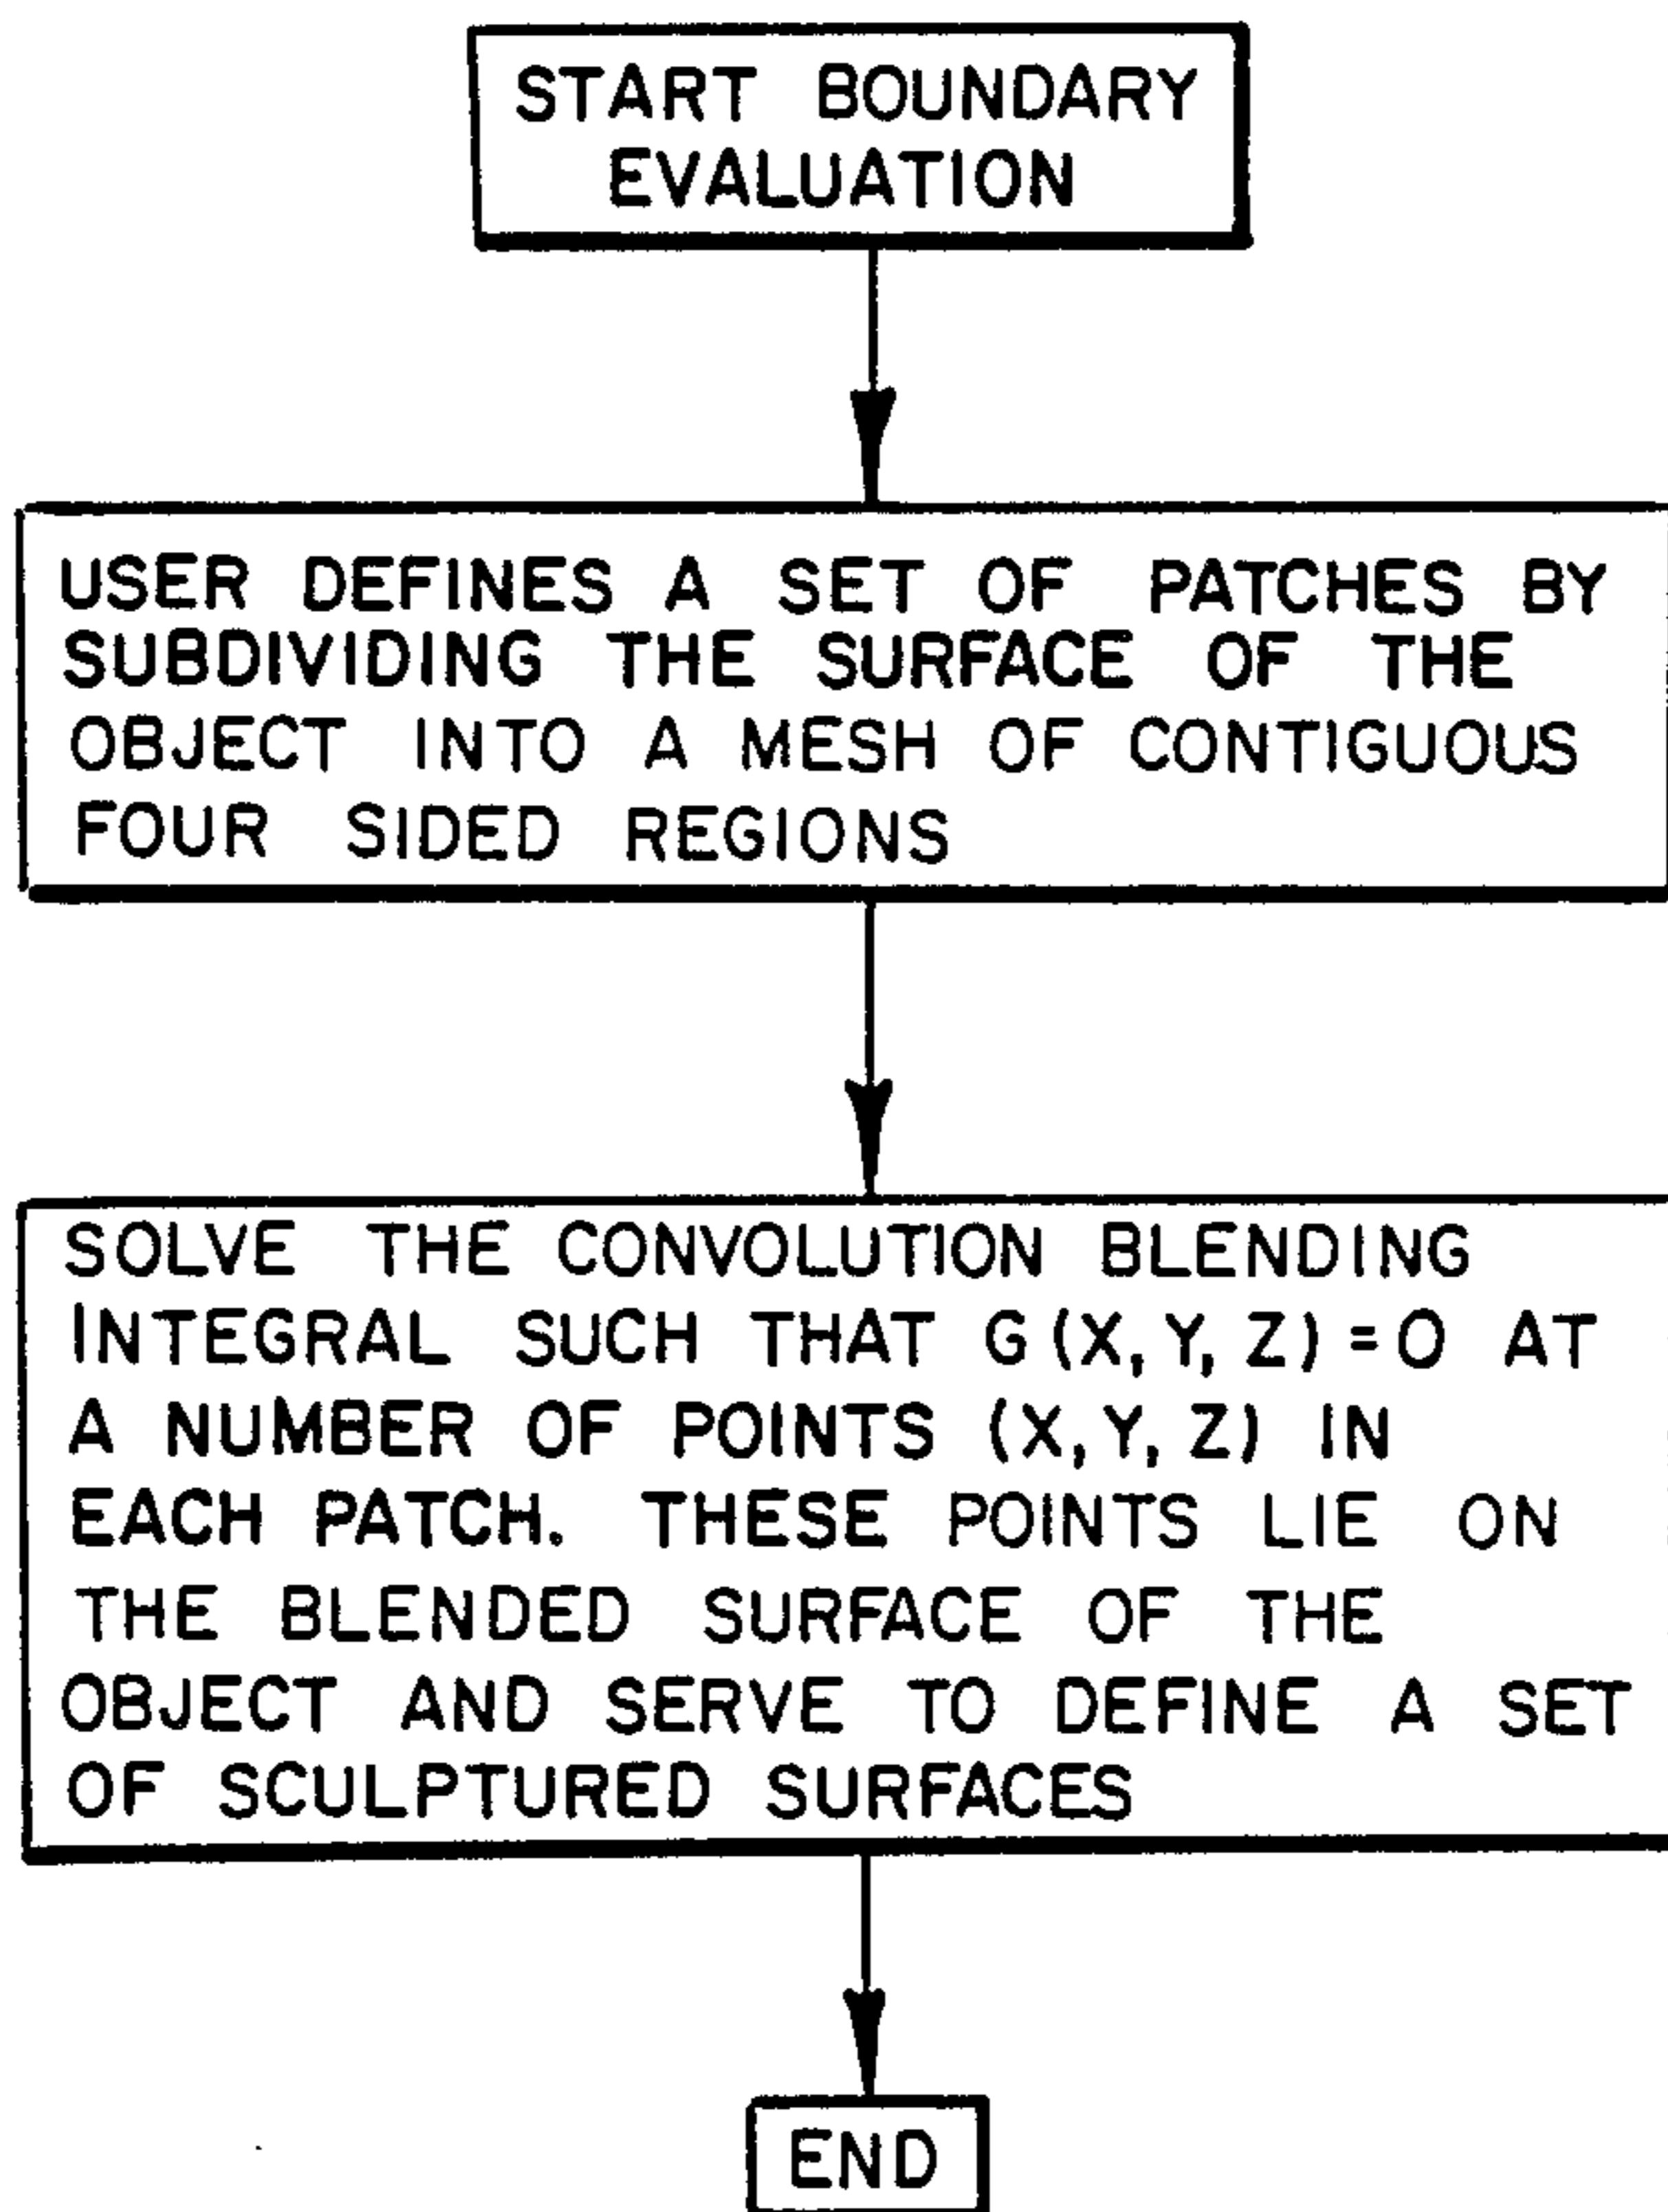 START BOUNDARY
EVALUATION
USER DEFINES A SET OF PATCHES BY
SUBDIVIDING THE SURFACE OF THE
OBJECT INTO A MESH OF CONTIGUOUS
FOUR SIDED REGIONS
SOLVE THE CONVOLUTION BLENDING
INTEGRAL SUCH THAT G(X,Y,Z)=0 AT
A NUMBER OF POINTS (X,Y,Z) IN
EACH PATCH. THESE POINTS LIE ON
THE BLENDED SURFACE OF THE
OBJECT AND SERVE TO DEFINE A SET
OF SCULPTURED SURFACES
END